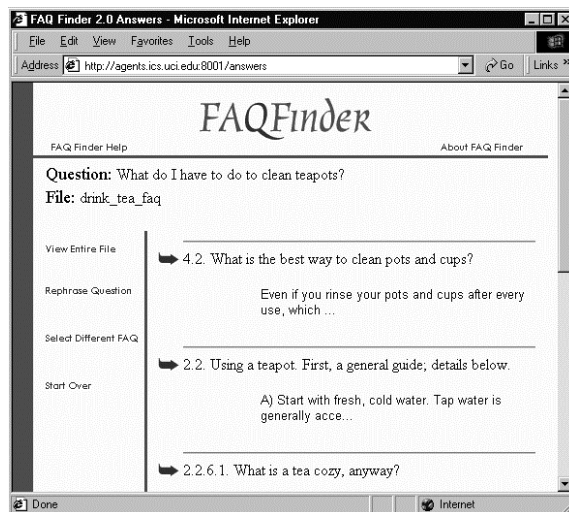 FAQ Finder 2.0 Answers - Microsoft Internet Explorer
File Edit View Favorites Tools Help
Address http://agents.ics.uci.edu:8001/answers Go Links »
FAQFinder
FAQ Finder Help About FAQ Finder
Question: What do I have to do to clean teapots?
File: drink_tea_faq
View Entire File
Rephrase Question
Select Different FAQ
Start Over
4.2. What is the best way to clean pots and cups?
Even if you rinse your pots and cups after every
use, which ...
2.2. Using a teapot. First, a general guide; details below.
A) Start with fresh, cold water. Tap water is
generally acce...
2.2.6.1. What is a tea cozy, anyway?
Done Internet